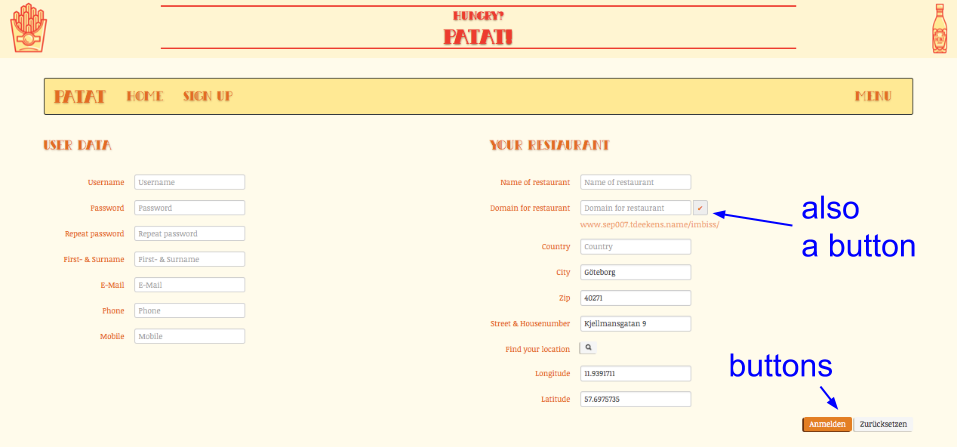 HUNGRY?
PATATI
PATAT HOME SIGN UP MENU
USER DATA
Username Username
Password Password
Repeat password Repeat password
First- & Surname First- & Surname
E-Mail E-Mail
Phone Phone
Mobile Mobile
YOUR RESTAURANT
Name of restaurant Name of restaurant
Domain for restaurant Domain for restaurant
www.sep007.tdeekens.name/imbiss/
Country Country
City Göteborg
Zip 40271
Street & Housenumber Kjellmansgatan 9
Find your location
Longitude 11.9391711
Latitude 57.6975735
Anmelden Zurücksetzen
also
a button
buttons